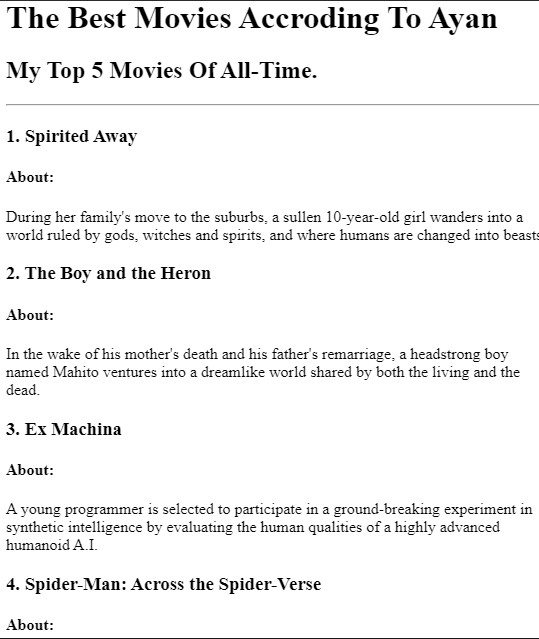 The Best Movies Accroding To Ayan
My Top 5 Movies Of All-Time.
1. Spirited Away
About:
During her family's move to the suburbs, a sullen 10-year-old girl wanders into a
world ruled by gods, witches and spirits, and where humans are changed into beasts
2. The Boy and the Heron
About:
In the wake of his mother's death and his father's remarriage, a headstrong boy
named Mahito ventures into a dreamlike world shared by both the living and the
dead.
3. Ex Machina
About:
A young programmer is selected to participate in a ground-breaking experiment in
synthetic intelligence by evaluating the human qualities of a highly advanced
humanoid A.I.
4. Spider-Man: Across the Spider-Verse
About: